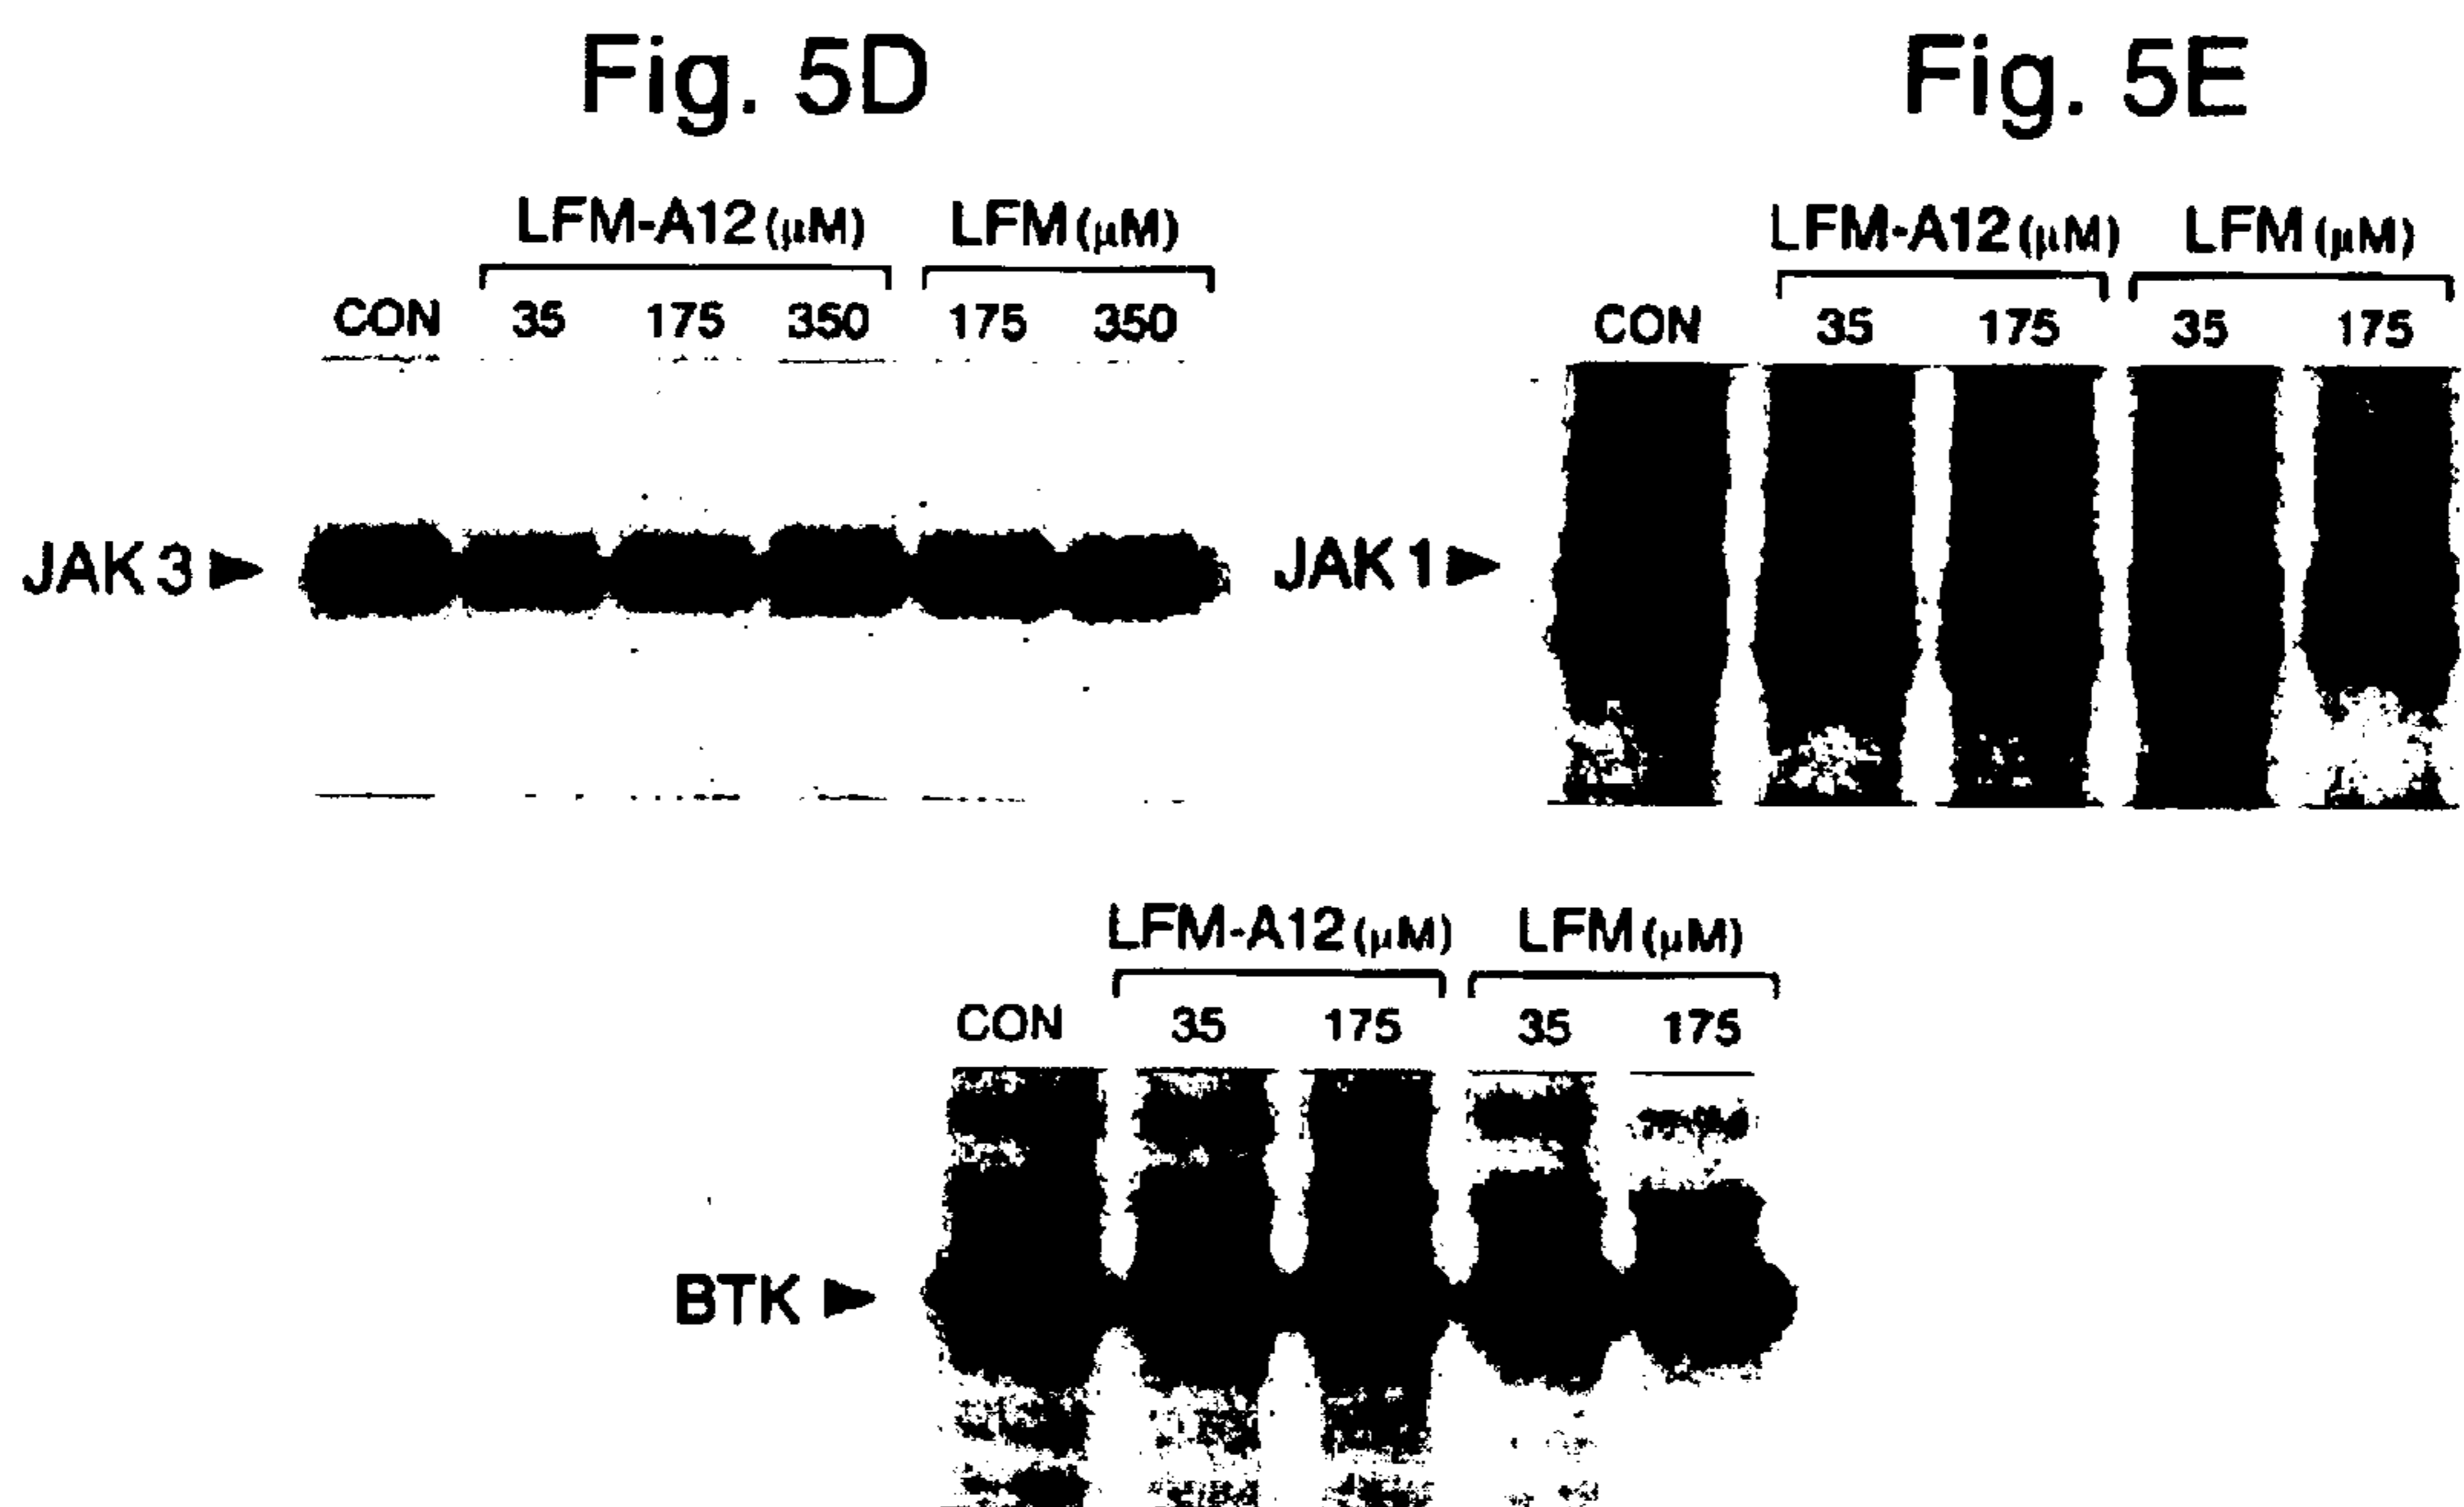 Fig. 5D
LFM-A12 (μM) LFM (μM)
CON 35 175 350 175 350
JAK 3
Fig. 5E
LFM-A12 (μM) LFM (μM)
CON 35 175 35 175
JAK 1
LFM-A12 (μM) LFM (μM)
CON 35 175 35 175
BTK